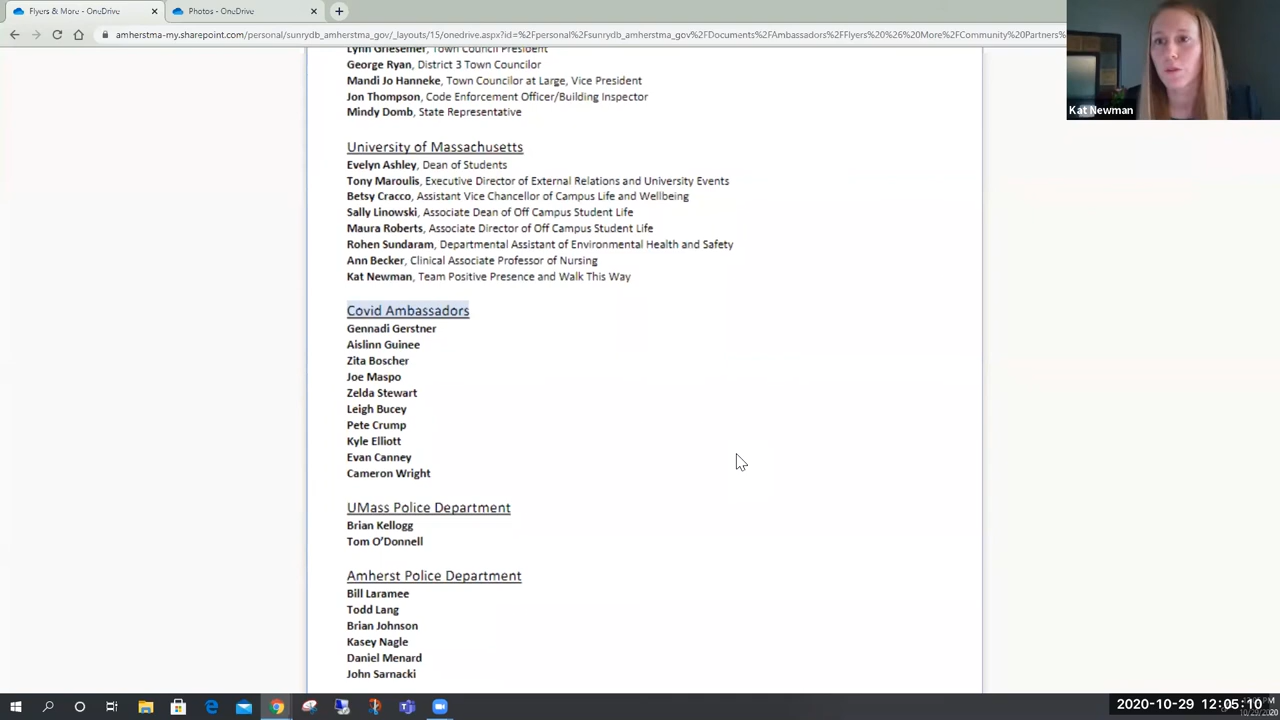 Flyers & More - OneDrive
Photos - OneDrive
amherstma-my.sharepoint.com/personal/sunrydb_amherstma_gov/_layouts/15/onedrive.aspx?id=%2Fpersonal%2Fsunrydb_amherstma_gov%2FDocuments%2FAmbassadors%2FFlyers%20%26%20More%2FCommunity%20Partners%
Kat Newman
Lynn Griesemer, Town Council President
George Ryan, District 3 Town Councilor
Mandi Jo Hanneke, Town Councilor at Large, Vice President
Jon Thompson, Code Enforcement Officer/Building Inspector
Mindy Domb, State Representative
University of Massachusetts
Evelyn Ashley, Dean of Students
Tony Maroulis, Executive Director of External Relations and University Events
Betsy Cracco, Assistant Vice Chancellor of Campus Life and Wellbeing
Sally Linowski, Associate Dean of Off Campus Student Life
Maura Roberts, Associate Director of Off Campus Student Life
Rohen Sundaram, Departmental Assistant of Environmental Health and Safety
Ann Becker, Clinical Associate Professor of Nursing
Kat Newman, Team Positive Presence and Walk This Way
Covid Ambassadors
Gennadi Gerstner
Aislinn Guinee
Zita Boscher
Joe Maspo
Zelda Stewart
Leigh Bucey
Pete Crump
Kyle Elliott
Evan Canney
Cameron Wright
UMass Police Department
Brian Kellogg
Tom O'Donnell
Amherst Police Department
Bill Laramee
Todd Lang
Brian Johnson
Kasey Nagle
Daniel Menard
John Sarnacki
2020-10-29 12:05:10